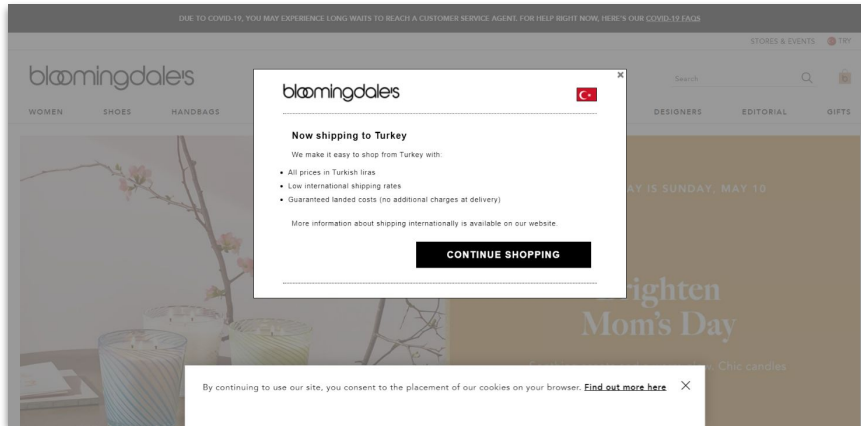 DUE TO COVID-19, YOU MAY EXPERIENCE LONG WAITS TO REACH A CUSTOMER SERVICE AGENT. FOR HELP RIGHT NOW, HERE'S OUR COVID-19 FAQS
STORES & EVENTS TRY
bloomingdale's
Search
WOMEN SHOES HANDBAGS DESIGNERS EDITORIAL GIFTS
bloomingdale's
Now shipping to Turkey
We make it easy to shop from Turkey with:
All prices in Turkish liras
Low international shipping rates
Guaranteed landed costs (no additional charges at delivery)
More information about shipping internationally is available on our website.
CONTINUE SHOPPING
AY IS SUNDAY, MAY 10
Brighten
Mom's Day
Chic candles
By continuing to use our site, you consent to the placement of our cookies on your browser. Find out more here